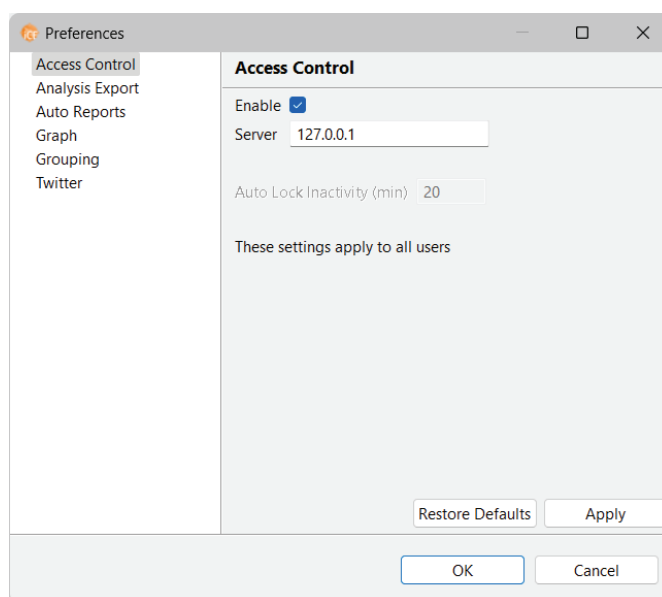 Preferences
Access Control
Analysis Export
Auto Reports
Graph
Grouping
Twitter
Access Control
Enable
Server 127.0.0.1
Auto Lock Inactivity (min) 20
These settings apply to all users
Restore Defaults Apply
OK Cancel